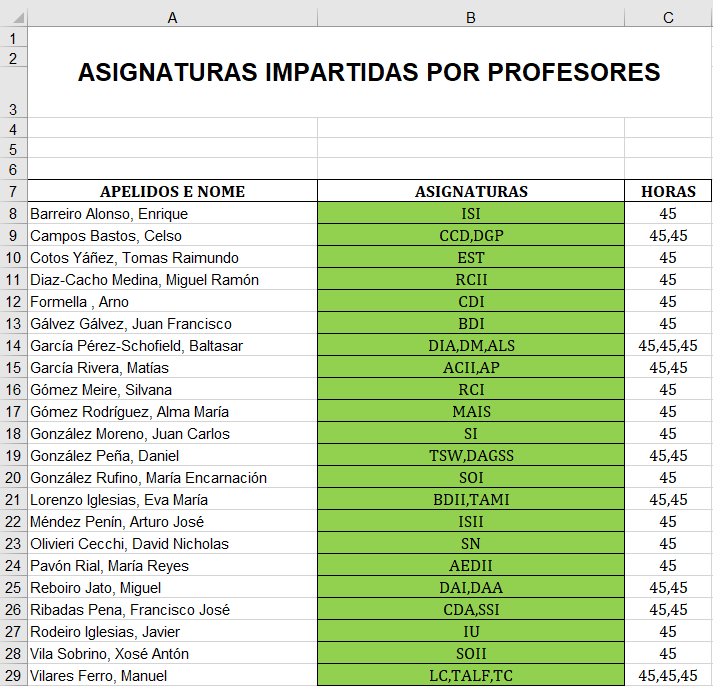 A B C
1
2
3 ASIGNATURAS IMPARTIDAS POR PROFESORES
4
5
6
7 APELIDOS E NOME ASIGNATURAS HORAS
8 Barreiro Alonso, Enrique ISI 45
9 Campos Bastos, Celso CCD,DGP 45,45
10 Cotos Yáñez, Tomas Raimundo EST 45
11 Diaz-Cacho Medina, Miguel Ramón RCII 45
12 Formella , Arno CDI 45
13 Gálvez Gálvez, Juan Francisco BDI 45
14 García Pérez-Schofield, Baltasar DIA,DM,ALS 45,45,45
15 García Rivera, Matías ACII,AP 45,45
16 Gómez Meire, Silvana RCI 45
17 Gómez Rodríguez, Alma María MAIS 45
18 González Moreno, Juan Carlos SI 45
19 González Peña, Daniel TSW,DAGSS 45,45
20 González Rufino, María Encarnación SOI 45
21 Lorenzo Iglesias, Eva María BDII,TAMI 45,45
22 Méndez Penín, Arturo José ISII 45
23 Olivieri Cecchi, David Nicholas SN 45
24 Pavón Rial, María Reyes AEDII 45
25 Reboiro Jato, Miguel DAI,DAA 45,45
26 Ribadas Pena, Francisco José CDA,SSI 45,45
27 Rodeiro Iglesias, Javier IU 45
28 Vila Sobrino, Xosé Antón SOII 45
29 Vilares Ferro, Manuel LC,TALF,TC 45,45,45